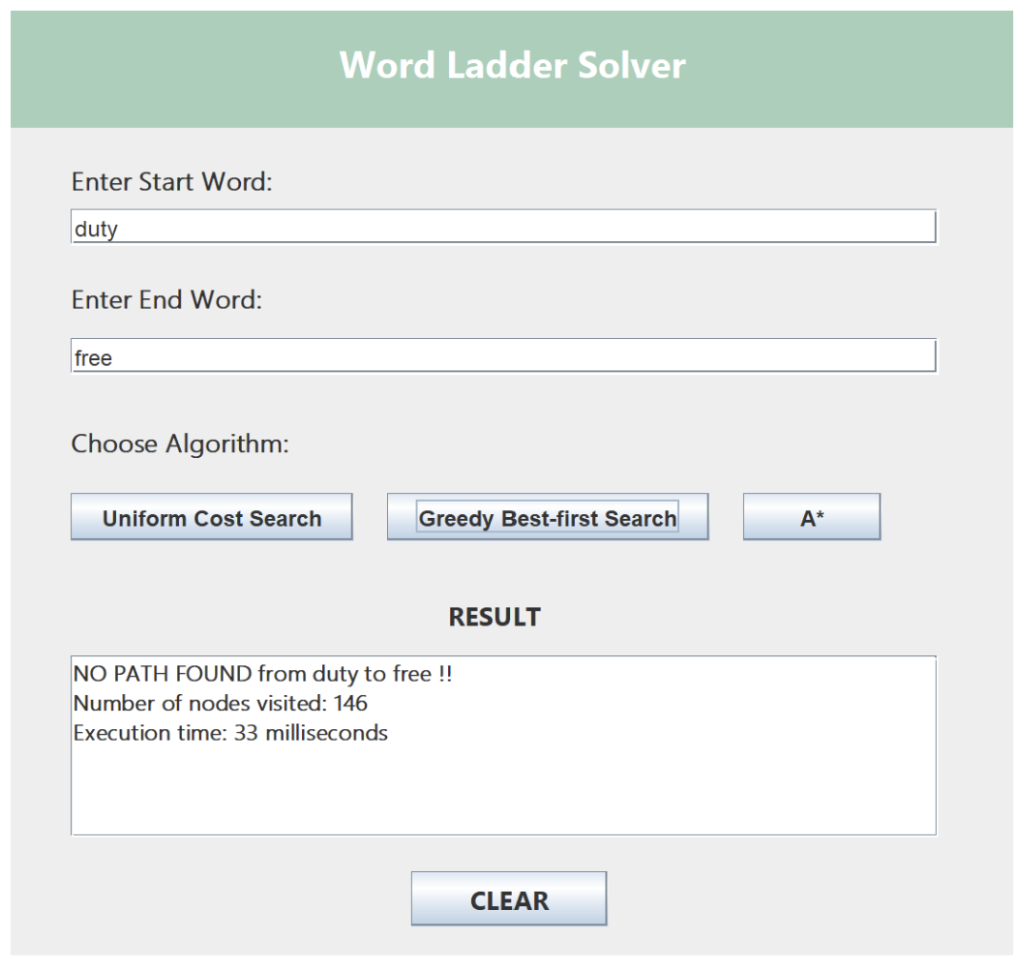 Word Ladder Solver
Enter Start Word:
duty
Enter End Word:
free
Choose Algorithm:
Uniform Cost Search Greedy Best-first Search A*
RESULT
NO PATH FOUND from duty to free !!
Number of nodes visited: 146
Execution time: 33 milliseconds
CLEAR